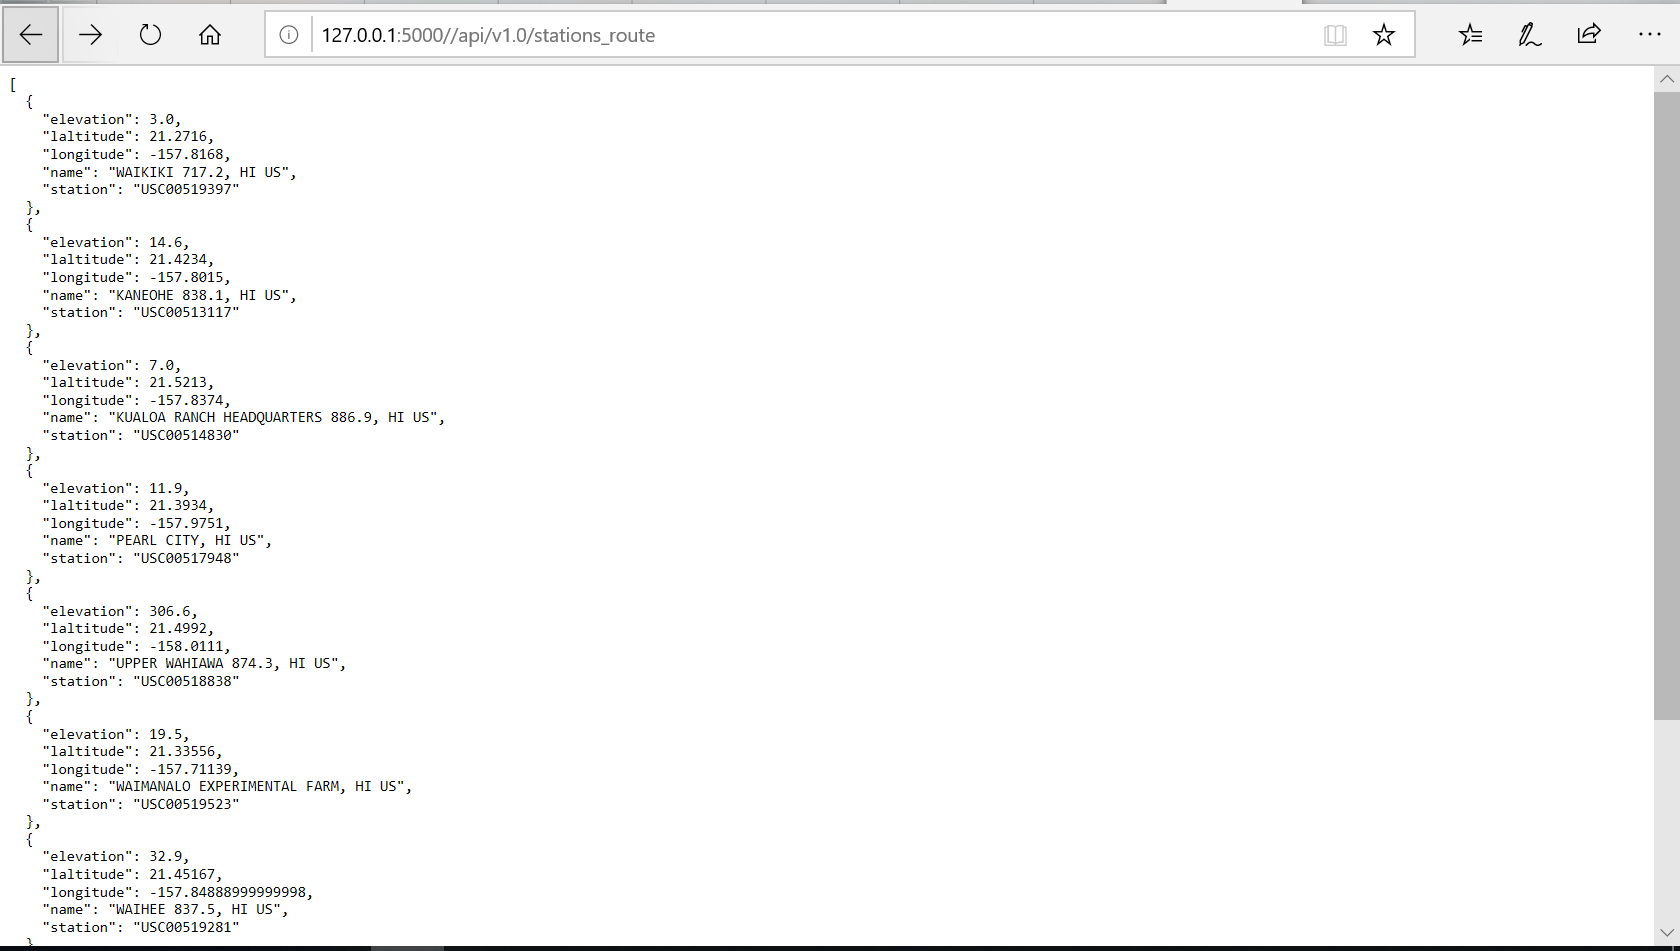 127.0.0.1:5000//api/v1.0/stations_route
[
  {
    "elevation": 3.0,
    "laltitude": 21.2716,
    "longitude": -157.8168,
    "name": "WAIKIKI 717.2, HI US",
    "station": "USC00519397"
  },
  {
    "elevation": 14.6,
    "laltitude": 21.4234,
    "longitude": -157.8015,
    "name": "KANEOHE 838.1, HI US",
    "station": "USC00513117"
  },
  {
    "elevation": 7.0,
    "laltitude": 21.5213,
    "longitude": -157.8374,
    "name": "KUALOA RANCH HEADQUARTERS 886.9, HI US",
    "station": "USC00514830"
  },
  {
    "elevation": 11.9,
    "laltitude": 21.3934,
    "longitude": -157.9751,
    "name": "PEARL CITY, HI US",
    "station": "USC00517948"
  },
  {
    "elevation": 306.6,
    "laltitude": 21.4992,
    "longitude": -158.0111,
    "name": "UPPER WAHIAWA 874.3, HI US",
    "station": "USC00518838"
  },
  {
    "elevation": 19.5,
    "laltitude": 21.33556,
    "longitude": -157.71139,
    "name": "WAIMANALO EXPERIMENTAL FARM, HI US",
    "station": "USC00519523"
  },
  {
    "elevation": 32.9,
    "laltitude": 21.45167,
    "longitude": -157.84888999999998,
    "name": "WAIHEE 837.5, HI US",
    "station": "USC00519281"
  }